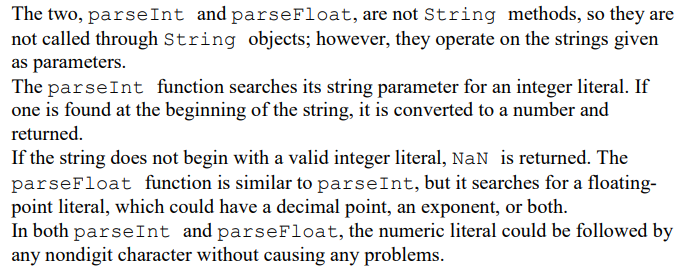 The two, parseInt and parseFloat, are not String methods, so they are
not called through String objects; however, they operate on the strings given
as parameters.
The parseInt function searches its string parameter for an integer literal. If
one is found at the beginning of the string, it is converted to a number and
returned.
If the string does not begin with a valid integer literal, NaN is returned. The
parseFloat function is similar to parseInt, but it searches for a floating-
point literal, which could have a decimal point, an exponent, or both.
In both parseInt and parseFloat, the numeric literal could be followed by
any nondigit character without causing any problems.